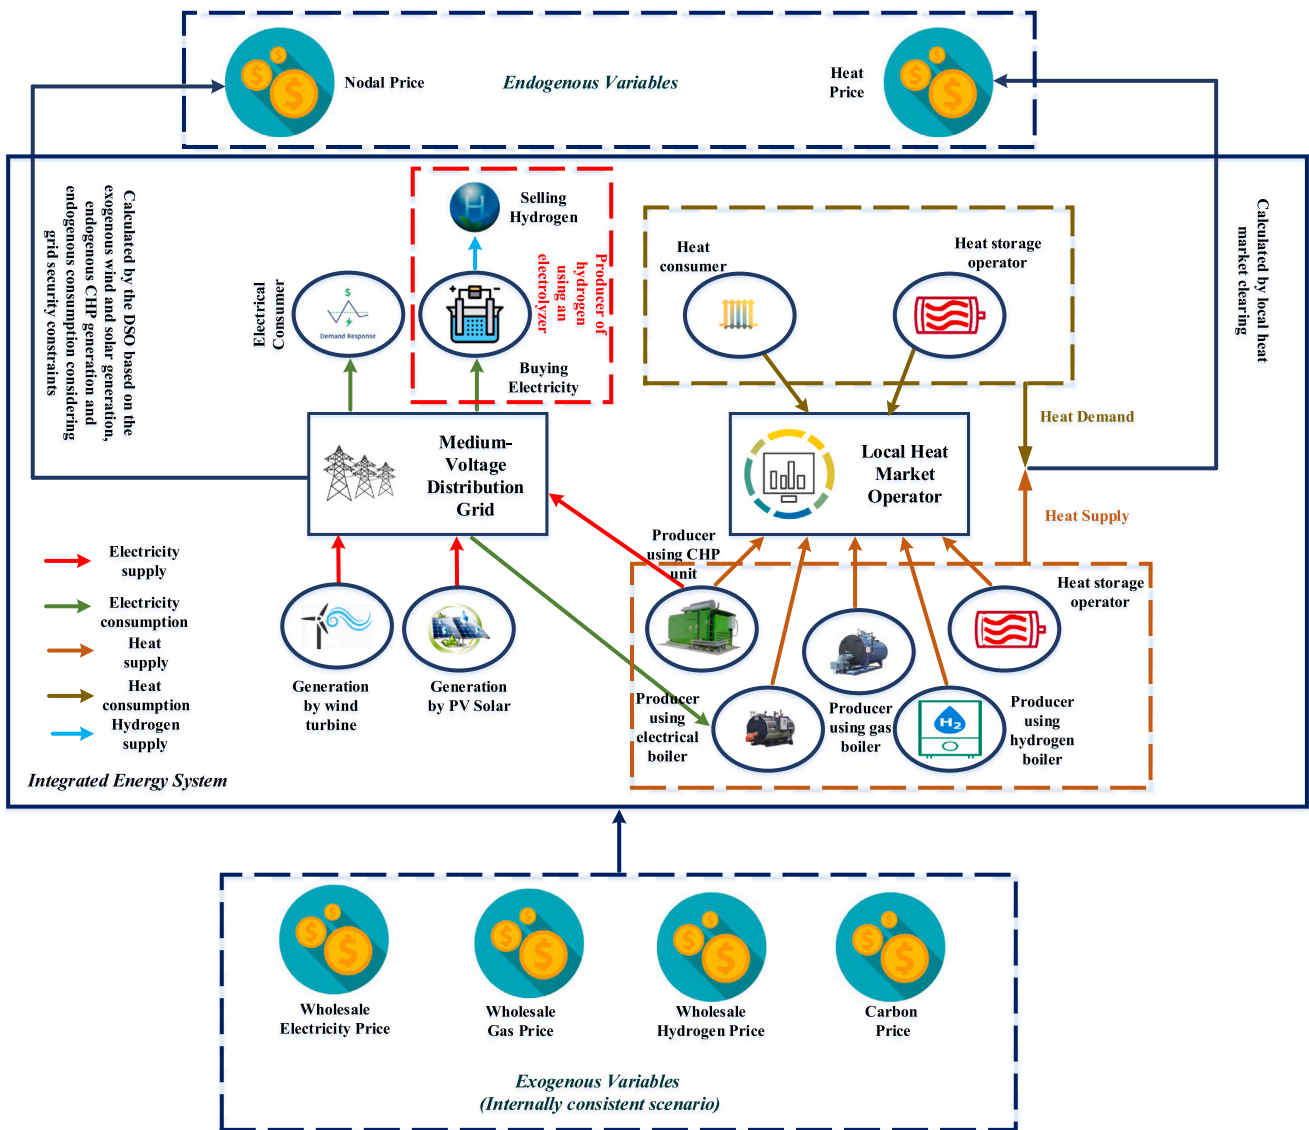 Nodal Price
Endogenous Variables
Heat
Price
Calculated by the DSO based on the
exogenous wind and solar generation,
endogenous CHP generation and
endogenous consumption considering
grid security constraints
Selling
Hydrogen
H
Producer of
hydrogen
using an
electrolyzer
Electrical
Consumer
$
Demand Response
Buying
Electricity
Heat
consumer
Heat storage
operator
Calculated by local heat
market clearing
Medium-
Voltage
Distribution
Grid
Local Heat
Market
Operator
Heat Demand
Heat Supply
Electricity
supply
Electricity
consumption
Heat
supply
Heat
consumption
Hydrogen
supply
Generation
by wind
turbine
Generation
by PV Solar
Producer
using CHP
unit
Heat storage
operator
Producer
using
electrical
boiler
Producer
using gas
boiler
H2
Producer
using
hydrogen
boiler
Integrated Energy System
Wholesale
Electricity Price
Wholesale
Gas Price
Wholesale
Hydrogen Price
Carbon
Price
Exogenous Variables
(Internally consistent scenario)